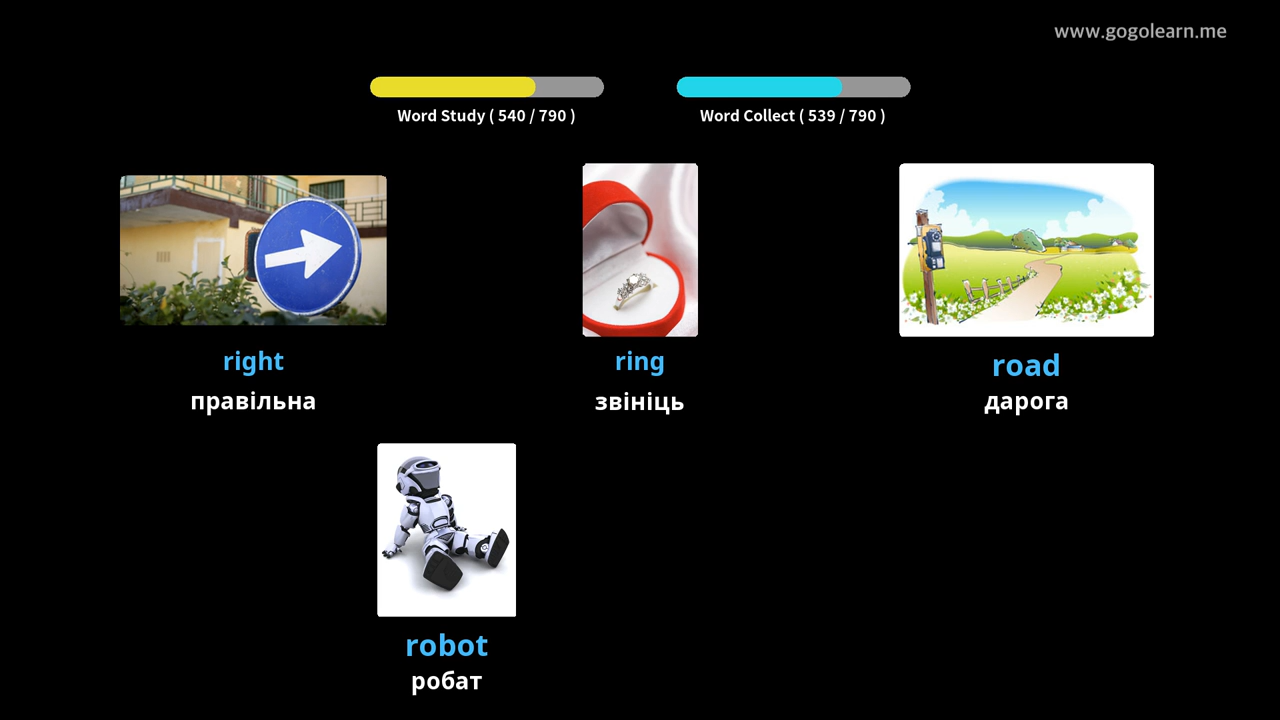 www.gogolearn.me
Word Study ( 540 / 790 )
Word Collect ( 539 / 790 )
right
правільна
ring
звініць
road
дарога
robot
робат